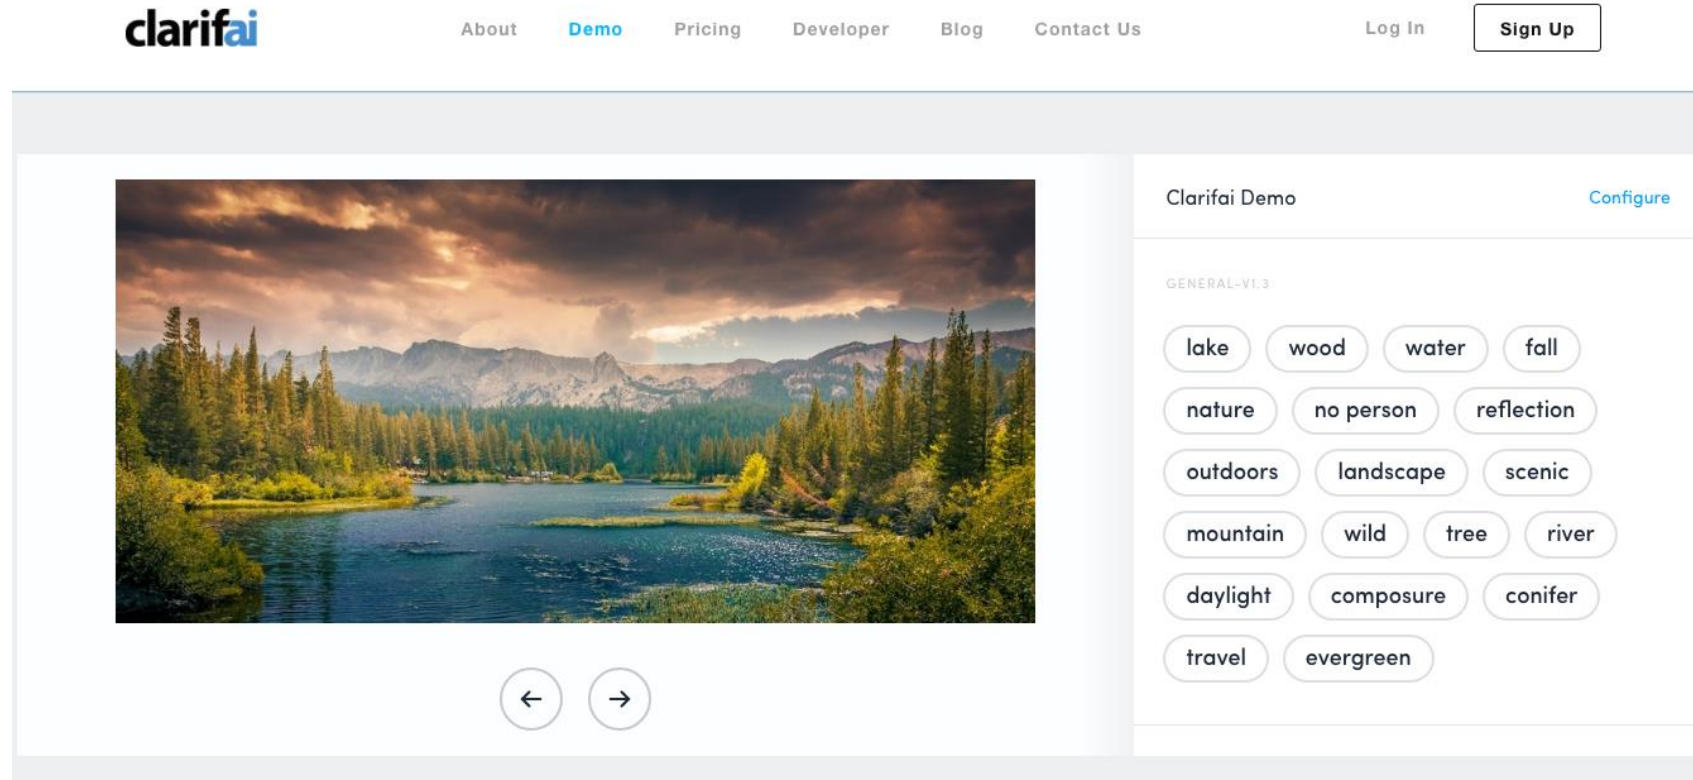 clarifai
About Demo Pricing Developer Blog Contact Us Log In Sign Up
Clarifai Demo Configure
GENERAL-V1.3
lake wood water fall
nature no person reflection
outdoors landscape scenic
mountain wild tree river
daylight composure conifer
travel evergreen